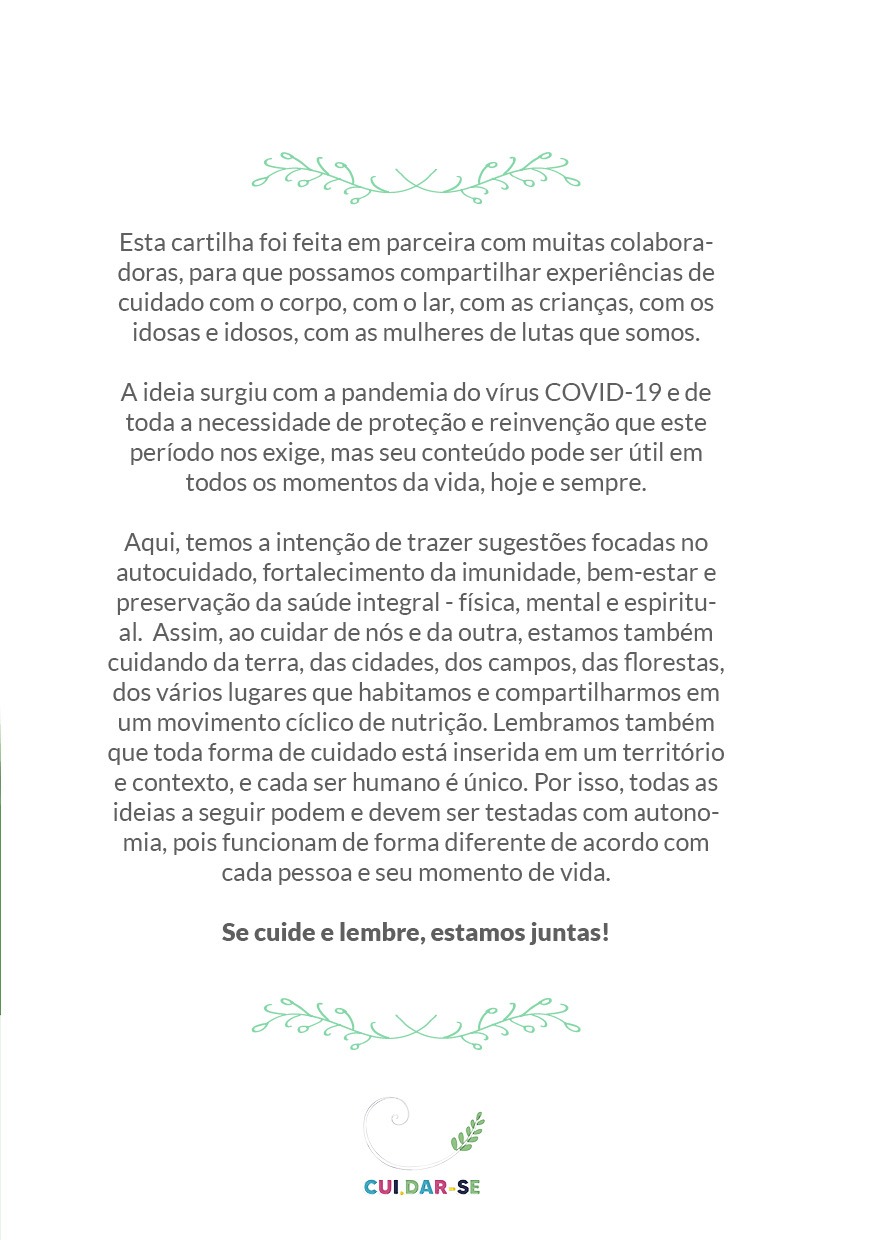 Esta cartilha foi feita em parceira com muitas colabora-
doras, para que possamos compartilhar experiências de
cuidado com o corpo, com o lar, com as crianças, com os
idosas e idosos, com as mulheres de lutas que somos.
A ideia surgiu com a pandemia do vírus COVID-19 e de
toda a necessidade de proteção e reinvenção que este
período nos exige, mas seu conteúdo pode ser útil em
todos os momentos da vida, hoje e sempre.
Aqui, temos a intenção de trazer sugestões focadas no
autocuidado, fortalecimento da imunidade, bem-estar e
preservação da saúde integral - física, mental e espiritu-
al.  Assim, ao cuidar de nós e da outra, estamos também
cuidando da terra, das cidades, dos campos, das florestas,
dos vários lugares que habitamos e compartilharmos em
um movimento cíclico de nutrição. Lembramos também
que toda forma de cuidado está inserida em um território
e contexto, e cada ser humano é único. Por isso, todas as
ideias a seguir podem e devem ser testadas com autono-
mia, pois funcionam de forma diferente de acordo com
cada pessoa e seu momento de vida.
Se cuide e lembre, estamos juntas!
CUI.DAR-SE